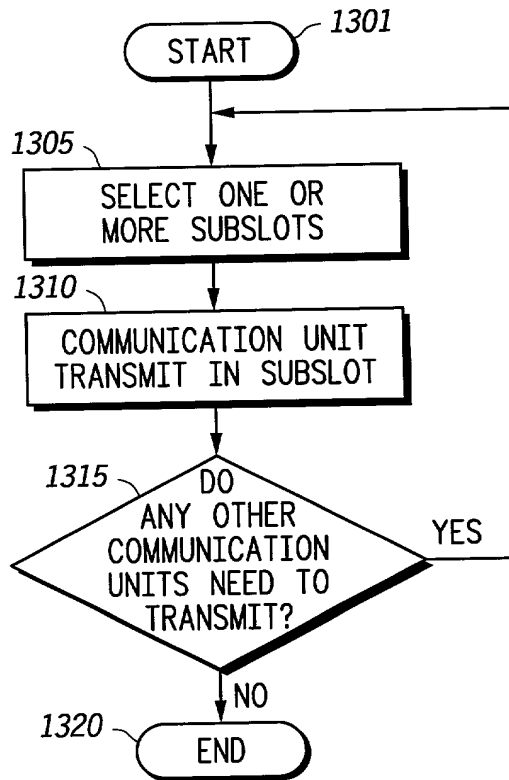 1301
START
1305
SELECT ONE OR
MORE SUBSLOTS
1310
COMMUNICATION UNIT
TRANSMIT IN SUBSLOT
1315
DO
ANY OTHER
COMMUNICATION
UNITS NEED TO
TRANSMIT?
YES
NO
1320
END